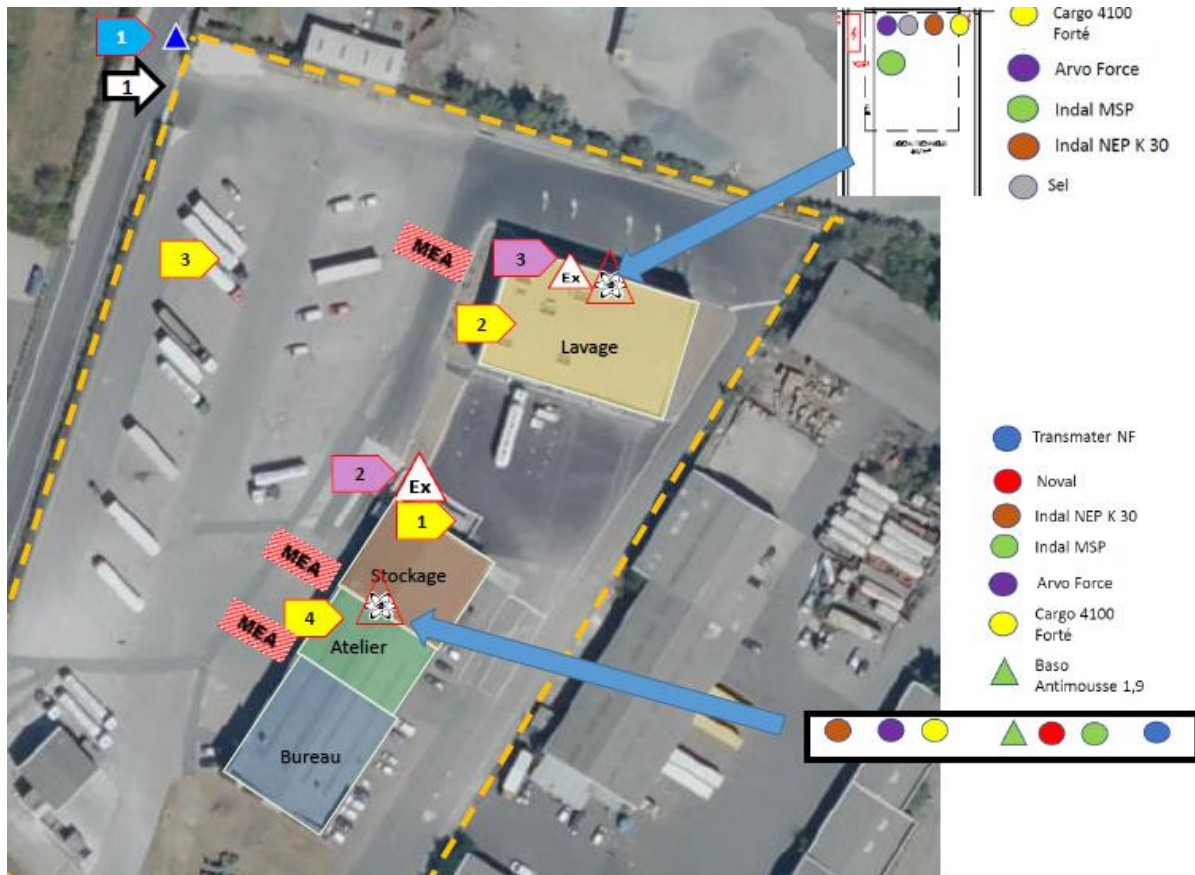 1
1
Cargo 4100
Forté
Arvo Force
Indal MSP
Indal NEP K 30
Sel
3
MEA
3
Ex
2
Lavage
2
Ex
1
MEA
Stockage
4
MEA
Atelier
Bureau
Transmater NF
Noval
Indal NEP K 30
Indal MSP
Arvo Force
Cargo 4100
Forté
Baso
Antimousse 1,9